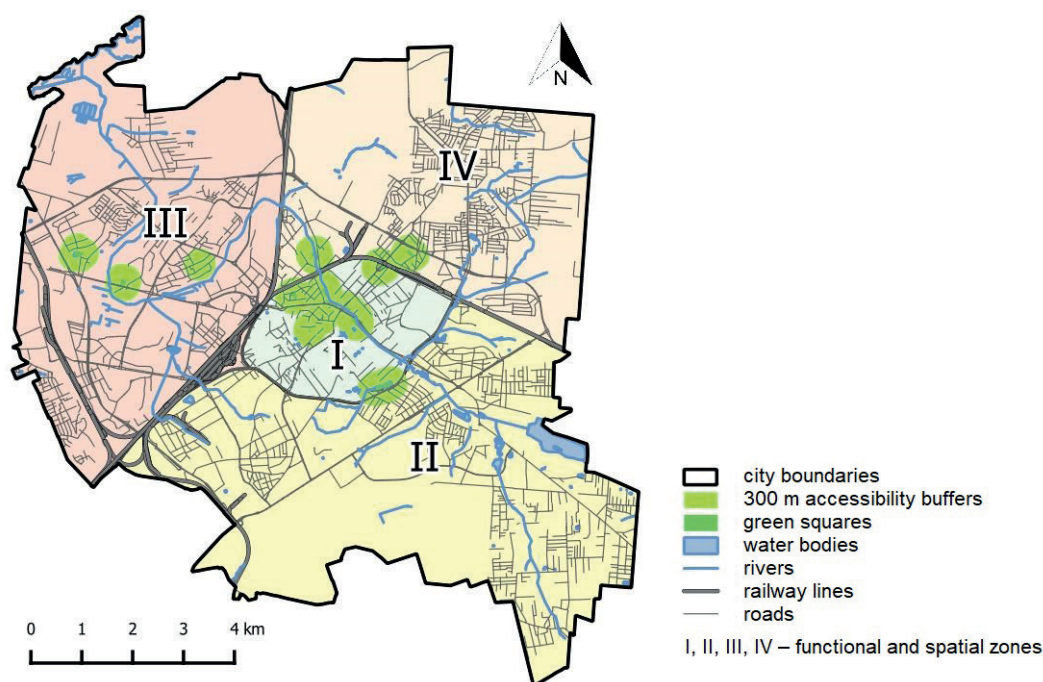 N
IV
III
I
II
0 1 2 3 4 km
city boundaries
300 m accessibility buffers
green squares
water bodies
rivers
railway lines
roads
I, II, III, IV – functional and spatial zones